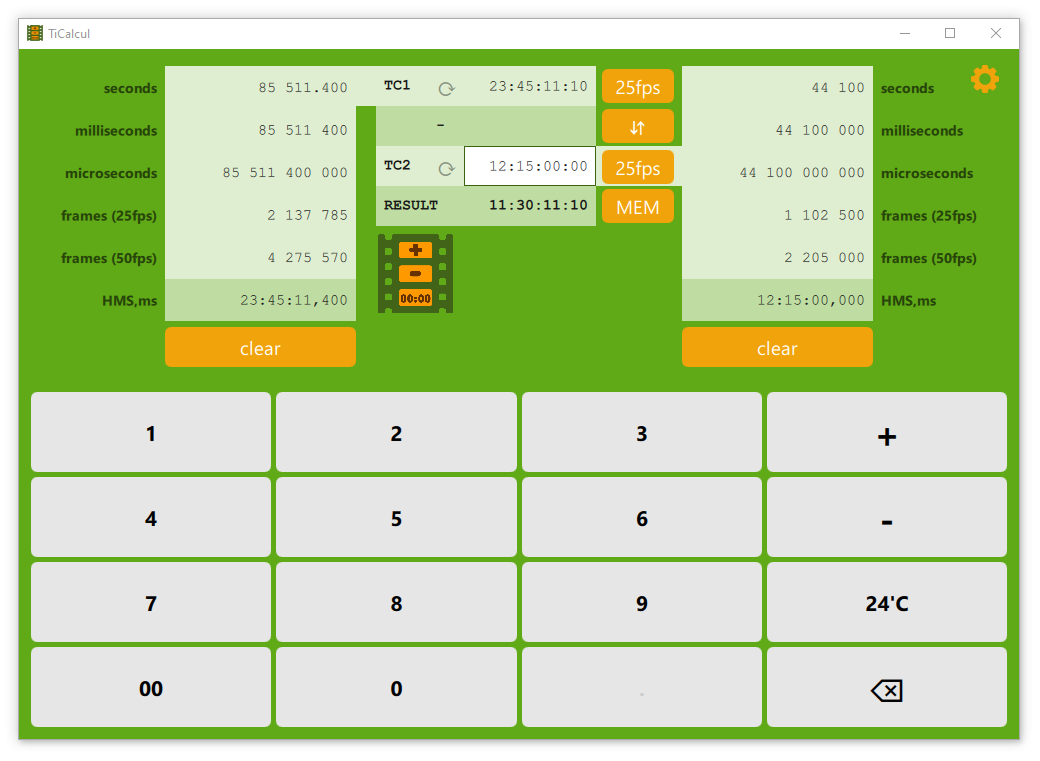 TiCalcul
seconds 85 511.400 TC1 23:45:11:10 25fps 44 100 seconds
-
milliseconds 85 511 400 44 100 000 milliseconds
microseconds 85 511 400 000 TC2 12:15:00:00 25fps 44 100 000 000 microseconds
frames (25fps) 2 137 785 RESULT 11:30:11:10 MEM 1 102 500 frames (25fps)
frames (50fps) 4 275 570 + 2 205 000 frames (50fps)
-
HMS,ms 23:45:11,400 00:00 12:15:00,000 HMS,ms
clear clear
1 2 3 +
4 5 6 -
7 8 9 24'C
00 0 .